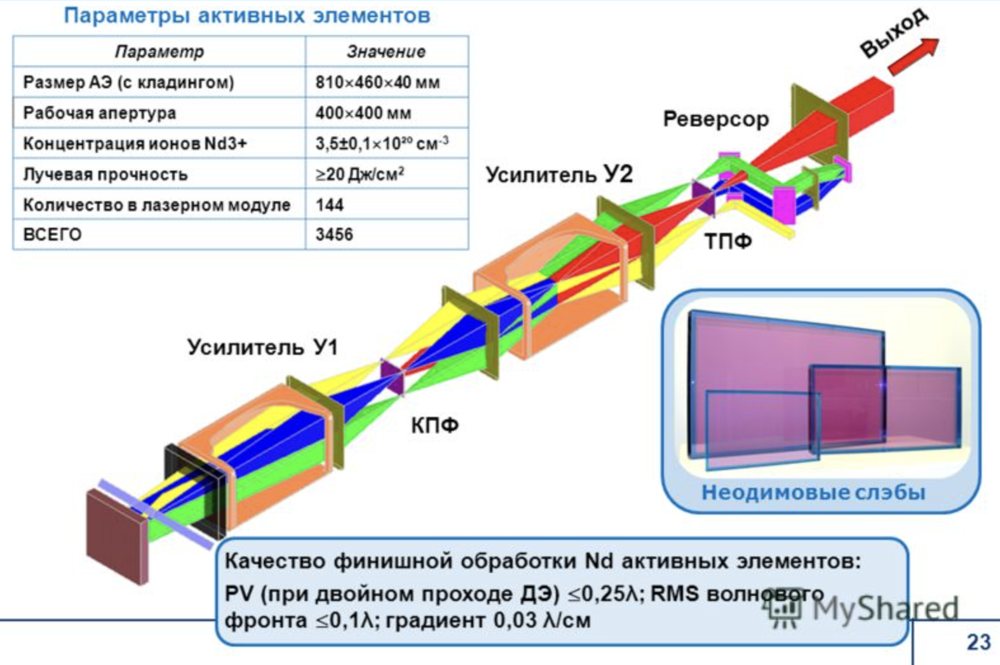 Параметры активных элементов
Параметр Значение
Размер АЭ (с кладингом) 810×460×40 мм
Рабочая апертура 400×400 мм
Концентрация ионов Nd3+ 3,5±0,1×10²⁰ см⁻³
Лучевая прочность ≥20 Дж/см²
Количество в лазерном модуле 144
ВСЕГО 3456
Выход
Реверсор
Усилитель У2
ТПФ
Усилитель У1
КПФ
Неодимовые слэбы
Качество финишной обработки Nd активных элементов:
PV (при двойном проходе ДЭ) ≤0,25λ; RMS волнового
фронта ≤0,1λ; градиент 0,03 λ/см
MyShared
23